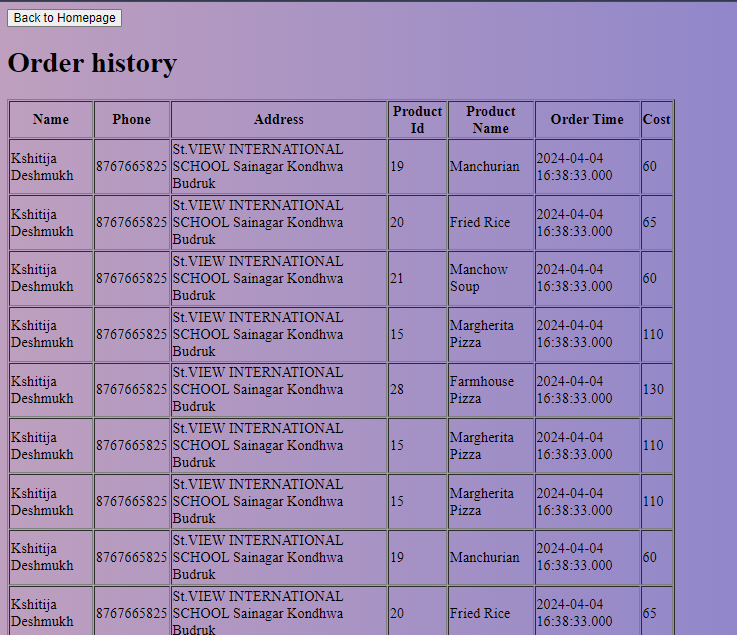 Back to Homepage
Order history
Name Phone Address Product Id Product Name Order Time Cost
Kshitija Deshmukh 8767665825 St.VIEW INTERNATIONAL SCHOOL Sainagar Kondhwa Budruk 19 Manchurian 2024-04-04 16:38:33.000 60
Kshitija Deshmukh 8767665825 St.VIEW INTERNATIONAL SCHOOL Sainagar Kondhwa Budruk 20 Fried Rice 2024-04-04 16:38:33.000 65
Kshitija Deshmukh 8767665825 St.VIEW INTERNATIONAL SCHOOL Sainagar Kondhwa Budruk 21 Manchow Soup 2024-04-04 16:38:33.000 60
Kshitija Deshmukh 8767665825 St.VIEW INTERNATIONAL SCHOOL Sainagar Kondhwa Budruk 15 Margherita Pizza 2024-04-04 16:38:33.000 110
Kshitija Deshmukh 8767665825 St.VIEW INTERNATIONAL SCHOOL Sainagar Kondhwa Budruk 28 Farmhouse Pizza 2024-04-04 16:38:33.000 130
Kshitija Deshmukh 8767665825 St.VIEW INTERNATIONAL SCHOOL Sainagar Kondhwa Budruk 15 Margherita Pizza 2024-04-04 16:38:33.000 110
Kshitija Deshmukh 8767665825 St.VIEW INTERNATIONAL SCHOOL Sainagar Kondhwa Budruk 15 Margherita Pizza 2024-04-04 16:38:33.000 110
Kshitija Deshmukh 8767665825 St.VIEW INTERNATIONAL SCHOOL Sainagar Kondhwa Budruk 19 Manchurian 2024-04-04 16:38:33.000 60
Kshitija Deshmukh 8767665825 St.VIEW INTERNATIONAL SCHOOL Sainagar Kondhwa Budruk 20 Fried Rice 2024-04-04 16:38:33.000 65